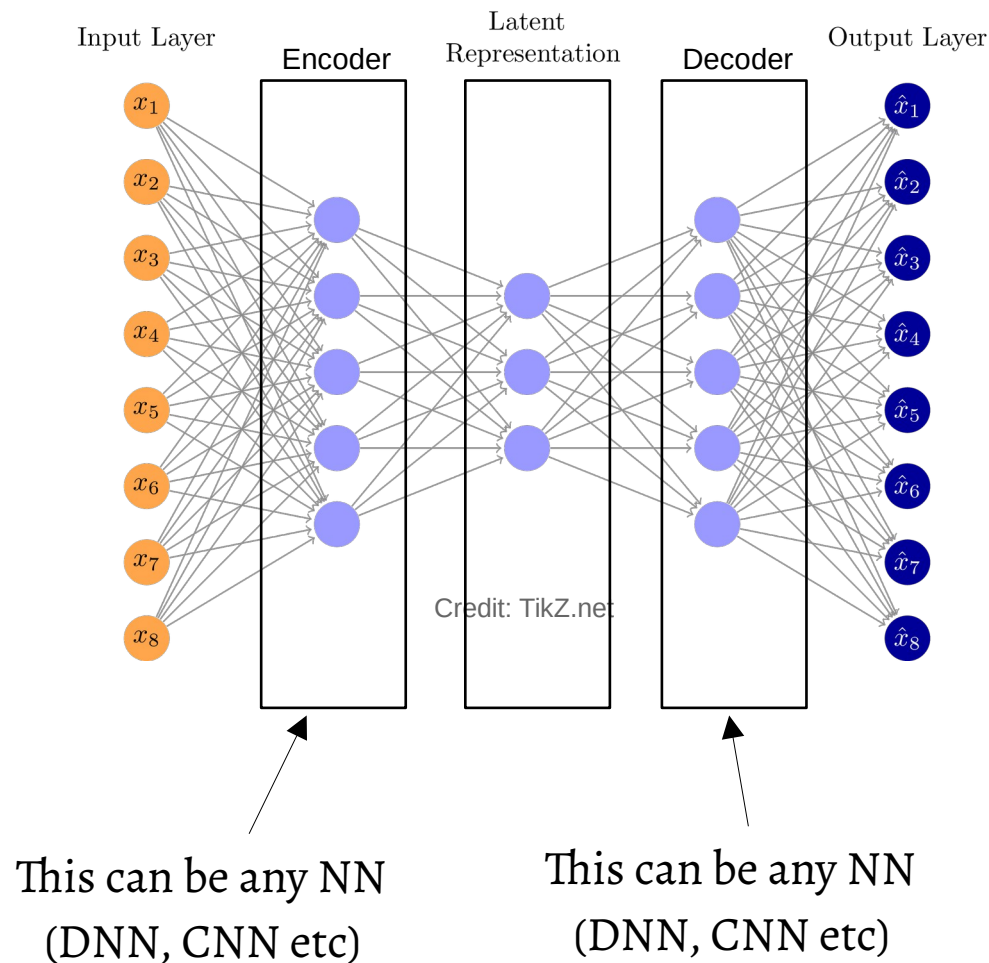 Input Layer
Encoder
Latent
Representation
Decoder
Output Layer
x₁
x₂
x₃
x₄
x₅
x₆
x₇
x₈
x̂₁
x̂₂
x̂₃
x̂₄
x̂₅
x̂₆
x̂₇
x̂₈
Credit: TikZ.net
This can be any NN
(DNN, CNN etc)
This can be any NN
(DNN, CNN etc)